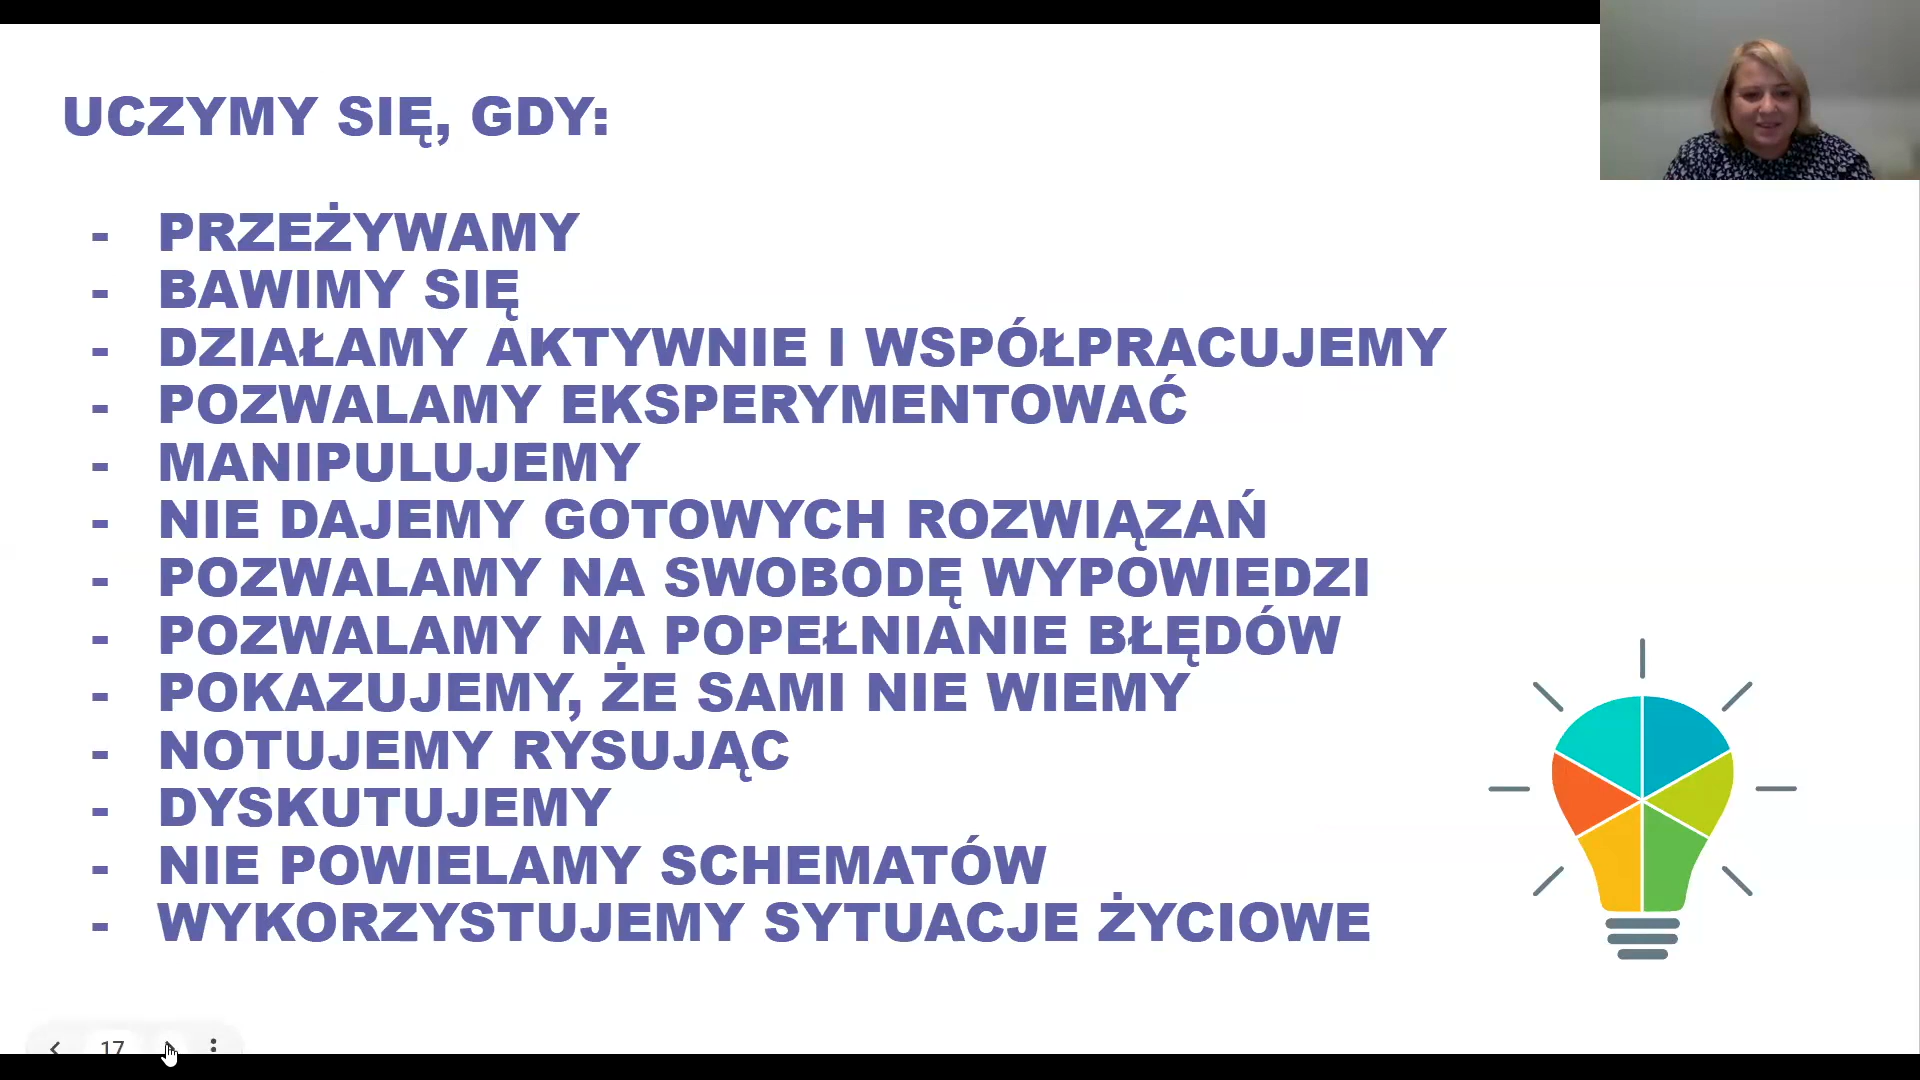 UCZYMY SIĘ, GDY:
- PRZEŻYWAMY
- BAWIMY SIĘ
- DZIAŁAMY AKTYWNIE I WSPÓŁPRACUJEMY
- POZWALAMY EKSPERYMENTOWAĆ
- MANIPULUJEMY
- NIE DAJEMY GOTOWYCH ROZWIĄZAŃ
- POZWALAMY NA SWOBODĘ WYPOWIEDZI
- POZWALAMY NA POPEŁNIANIE BŁĘDÓW
- POKAZUJEMY, ŻE SAMI NIE WIEMY
- NOTUJEMY RYSUJĄC
- DYSKUTUJEMY
- NIE POWIELAMY SCHEMATÓW
- WYKORZYSTUJEMY SYTUACJE ŻYCIOWE
17